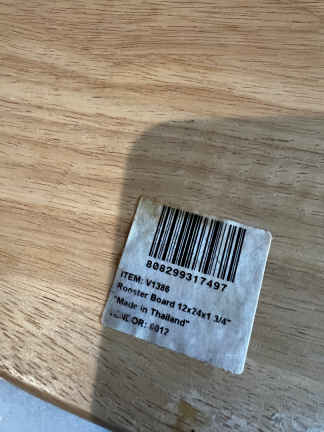 808299317497
ITEM: V1386
Rooster Board 12x24x1 3/4"
"Made in Thailand"
OR: 6012